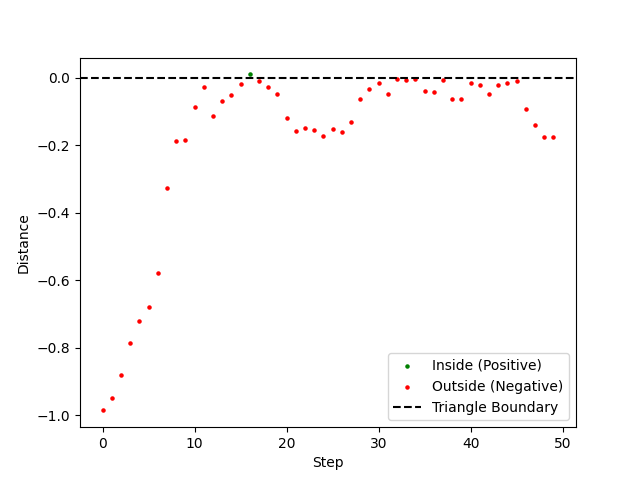 0.0
−0.2
−0.4
−0.6
−0.8
−1.0
Distance
0
10
20
30
40
50
Step
Inside (Positive)
Outside (Negative)
Triangle Boundary